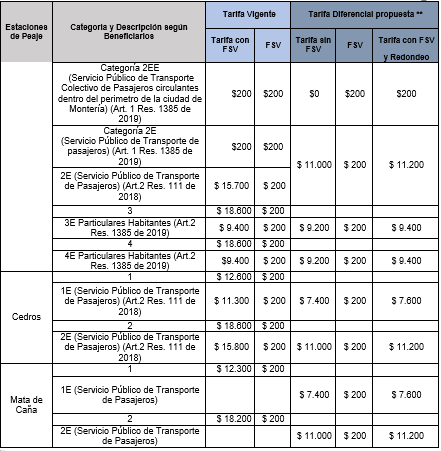 Estaciones de Peaje
Categoría y Descripción según Beneficiarios
Tarifa Vigente
Tarifa Diferencial propuesta **
Tarifa con FSV
FSV
Tarifa sin FSV
FSV
Tarifa con FSV y Redondeo
Categoría 2EE
(Servicio Público de Transporte
Colectivo de Pasajeros circulantes
dentro del perímetro de la ciudad de
Montería) (Art. 1 Res. 1385 de
2019)
$200 $200 $0 $200 $200
Categoría 2E
(Servicio Público de Transporte de
pasajeros) (Art. 1 Res. 1385 de
2019)
$200 $200
$ 11.000 $ 200 $ 11.200
2E (Servicio Público de Transporte
de Pasajeros) (Art.2 Res. 111 de
2018)
$ 15.700 $ 200
3 $ 18.600 $ 200
3E Particulares Habitantes (Art.2
Res. 1385 de 2019)
$ 9.400 $ 200 $ 9.200 $ 200 $ 9.400
4 $ 18.600 $ 200
4E Particulares Habitantes (Art.2
Res. 1385 de 2019)
$9.400 $ 200 $ 9.200 $ 200 $ 9.400
Cedros
1 $ 12.600 $ 200
1E (Servicio Público de Transporte
de Pasajeros) (Art.2 Res. 111 de
2018)
$ 11.300 $ 200 $ 7.400 $ 200 $ 7.600
2 $ 18.600 $ 200
2E (Servicio Público de Transporte
de Pasajeros) (Art.2 Res. 111 de
2018)
$ 15.800 $ 200 $ 11.000 $ 200 $ 11.200
Mata de
Caña
1 $ 12.300 $ 200
1E (Servicio Público de Transporte
de Pasajeros)
$ 7.400 $ 200 $ 7.600
2 $ 18.200 $ 200
2E (Servicio Público de Transporte
de Pasajeros)
$ 11.000 $ 200 $ 11.200